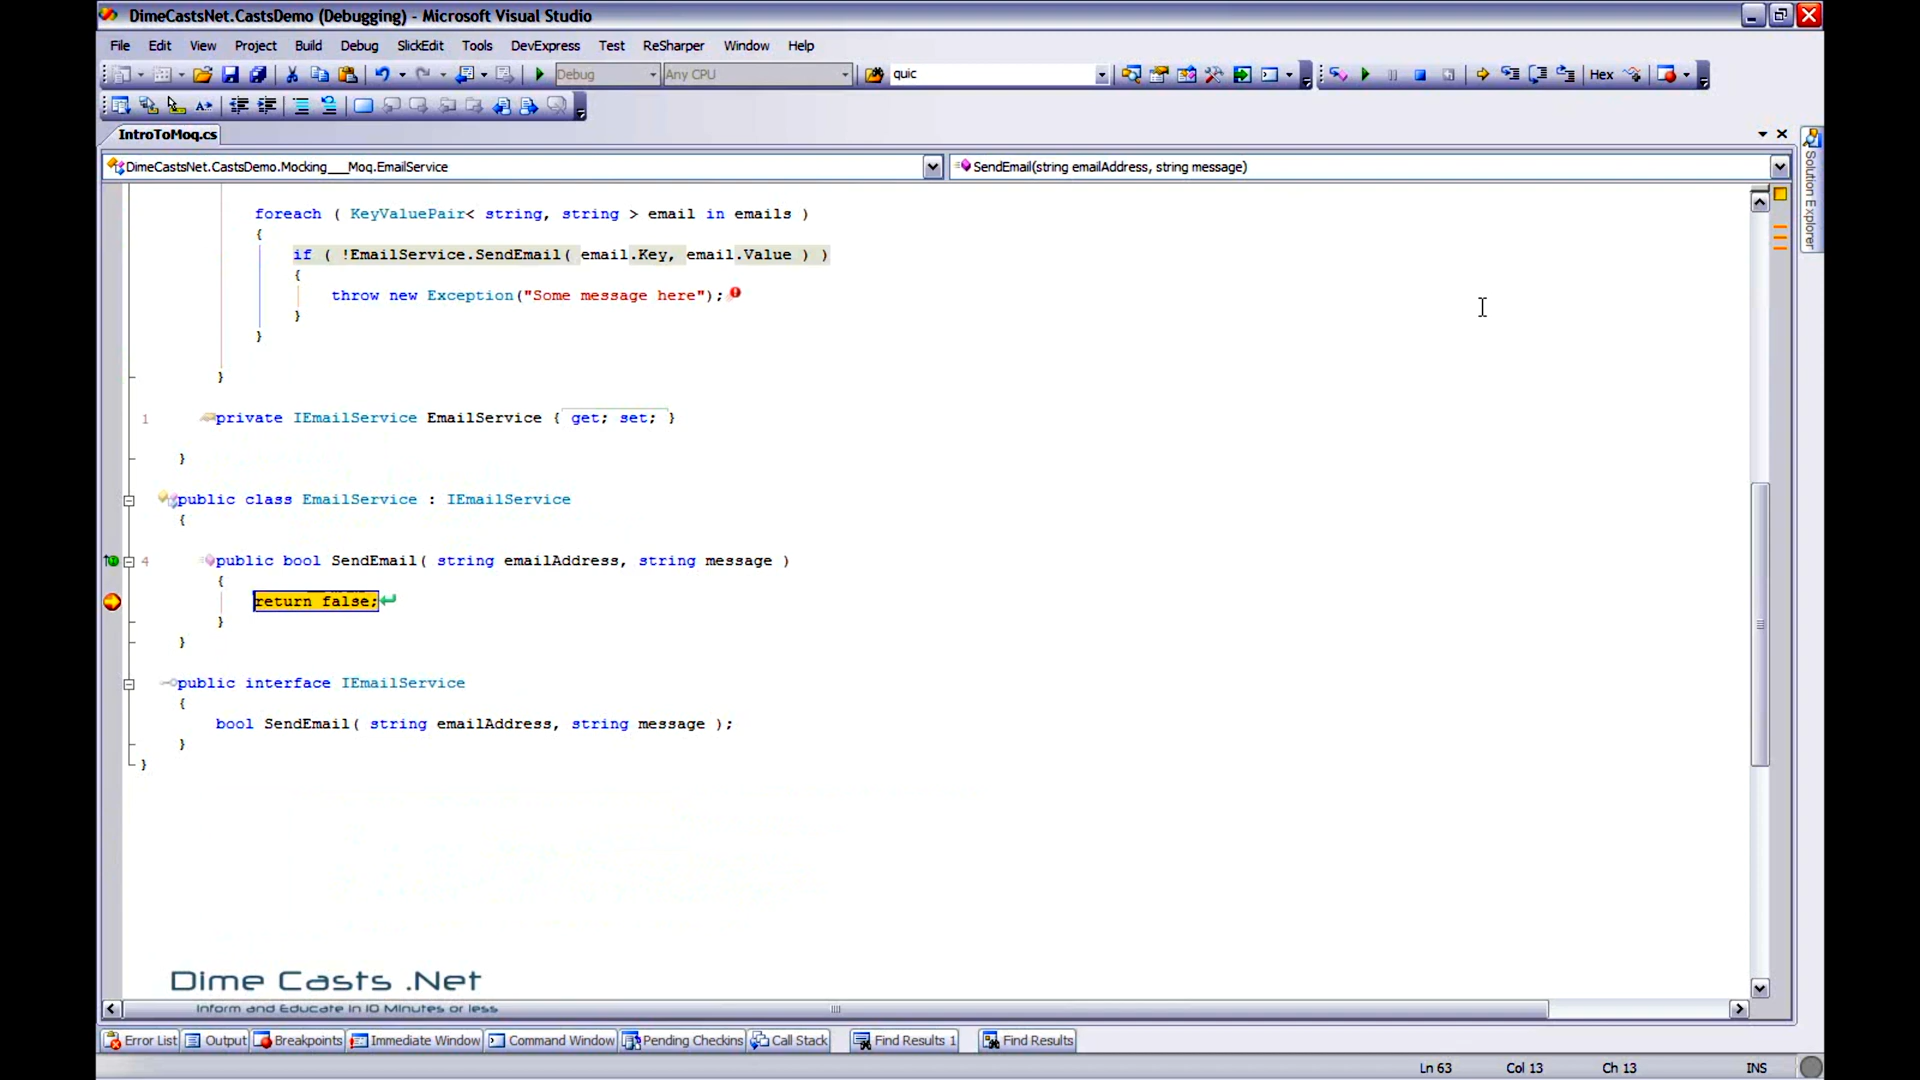 DimeCastsNet.CastsDemo (Debugging) - Microsoft Visual Studio
File Edit View Project Build Debug SlickEdit Tools DevExpress Test ReSharper Window Help
Debug Any CPU quic Hex
IntroToMoq.cs
DimeCastsNet.CastsDemo.Mocking___Moq.EmailService SendEmail(string emailAddress, string message)
Solution Explorer
foreach ( KeyValuePair< string, string > email in emails )
{
if ( !EmailService.SendEmail( email.Key, email.Value ) )
{
throw new Exception("Some message here");
}
}
}
1 private IEmailService EmailService { get; set; }
}
public class EmailService : IEmailService
{
4 public bool SendEmail( string emailAddress, string message )
{
return false;
}
}
public interface IEmailService
{
bool SendEmail( string emailAddress, string message );
}
}
Dime Casts .Net
Inform and Educate in 10 Minutes or less
Error List Output Breakpoints Immediate Window Command Window Pending Checkins Call Stack Find Results 1 Find Results
Ln 63 Col 13 Ch 13 INS